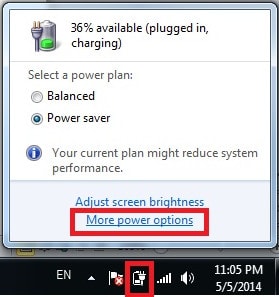 36% available (plugged in,
charging)
Select a power plan:
Balanced
Power saver
Your current plan might reduce system
performance.
Adjust screen brightness
More power options
EN
11:05 PM
5/5/2014